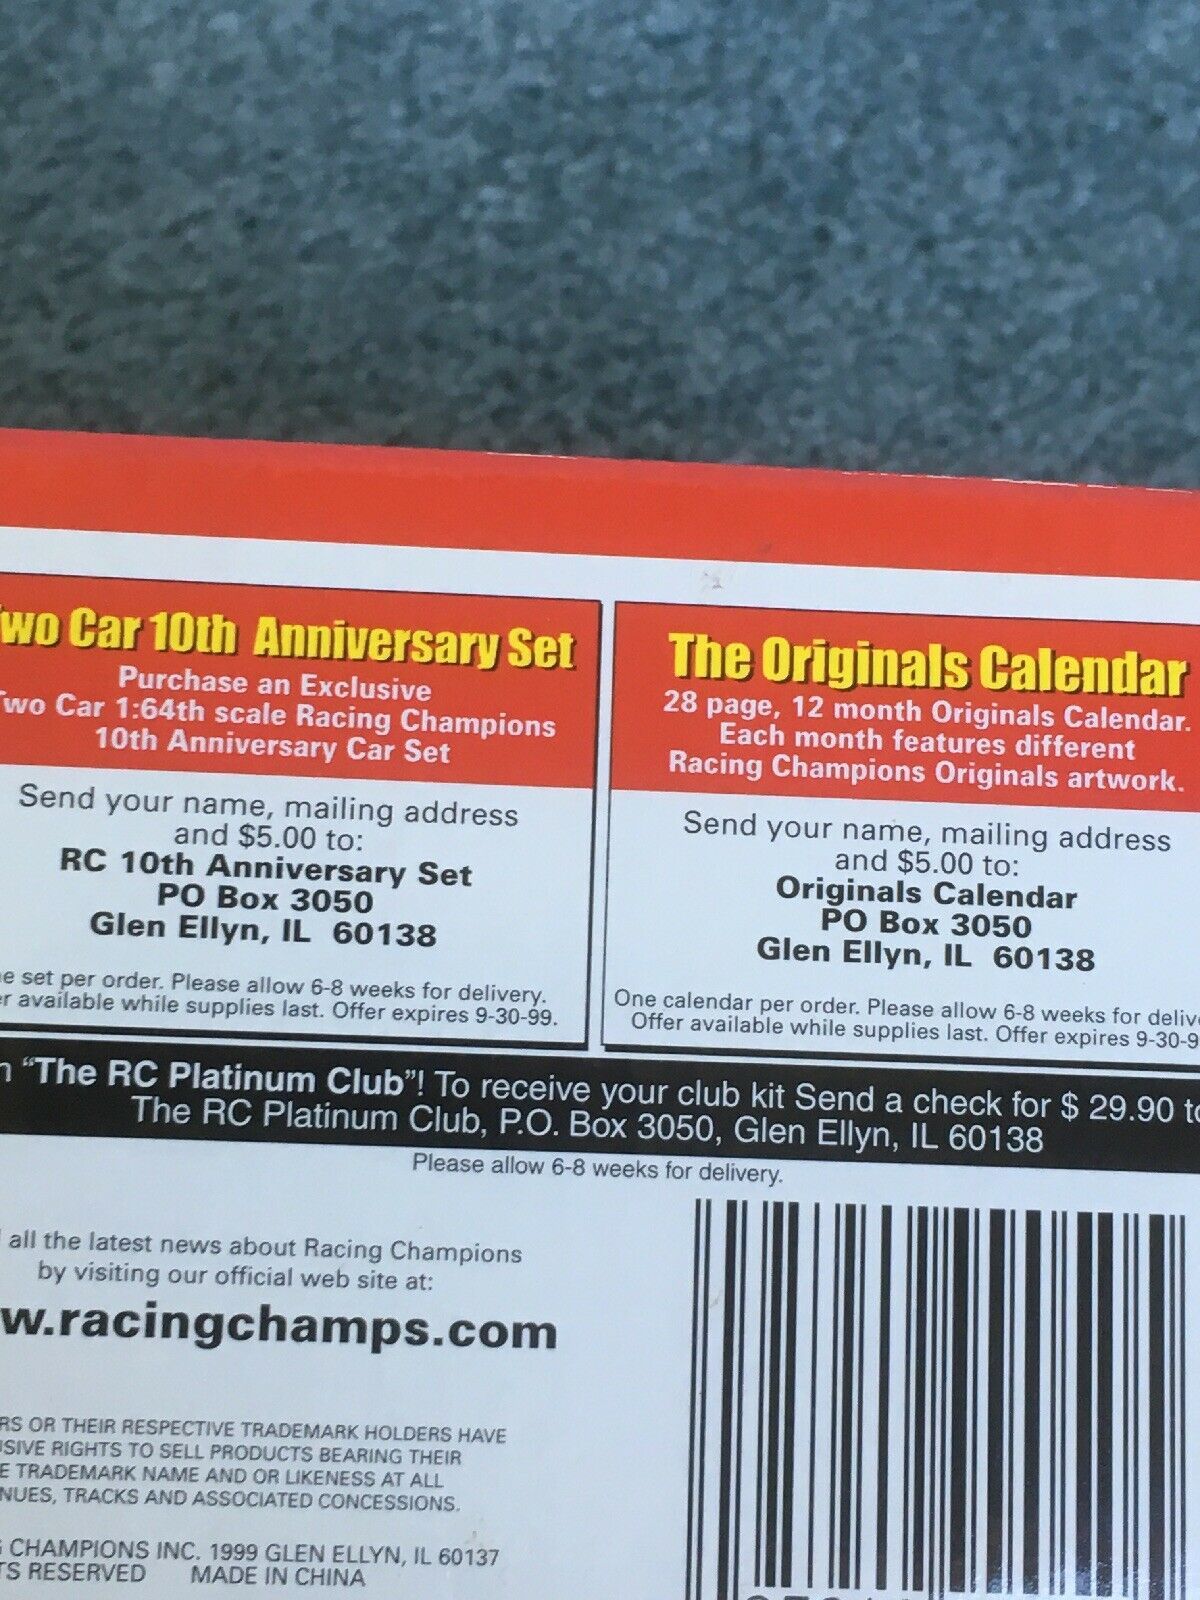 Two Car 10th Anniversary Set
Purchase an Exclusive
Two Car 1:64th scale Racing Champions
10th Anniversary Car Set
Send your name, mailing address
and $5.00 to:
RC 10th Anniversary Set
PO Box 3050
Glen Ellyn, IL 60138
e set per order. Please allow 6-8 weeks for delivery.
er available while supplies last. Offer expires 9-30-99.
The Originals Calendar
28 page, 12 month Originals Calendar.
Each month features different
Racing Champions Originals artwork.
Send your name, mailing address
and $5.00 to:
Originals Calendar
PO Box 3050
Glen Ellyn, IL 60138
One calendar per order. Please allow 6-8 weeks for delive
Offer available while supplies last. Offer expires 9-30-9
n "The RC Platinum Club"! To receive your club kit Send a check for $ 29.90 to
The RC Platinum Club, P.O. Box 3050, Glen Ellyn, IL 60138
Please allow 6-8 weeks for delivery.
all the latest news about Racing Champions
by visiting our official web site at:
w.racingchamps.com
RS OR THEIR RESPECTIVE TRADEMARK HOLDERS HAVE
USIVE RIGHTS TO SELL PRODUCTS BEARING THEIR
E TRADEMARK NAME AND OR LIKENESS AT ALL
NUES, TRACKS AND ASSOCIATED CONCESSIONS.
G CHAMPIONS INC. 1999 GLEN ELLYN, IL 60137
TS RESERVED MADE IN CHINA